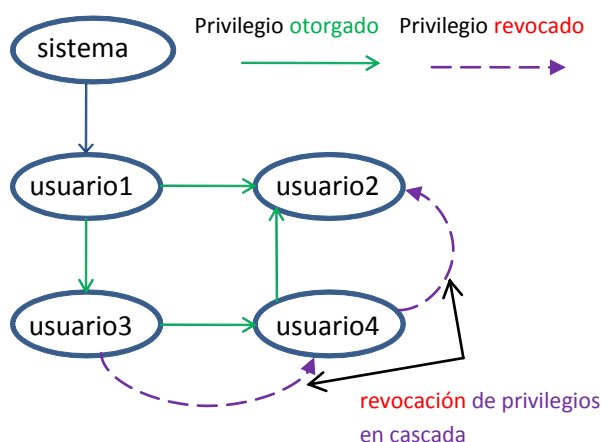 sistema
Privilegio otorgado
Privilegio revocado
usuario1
usuario2
usuario3
usuario4
revocación de privilegios
en cascada